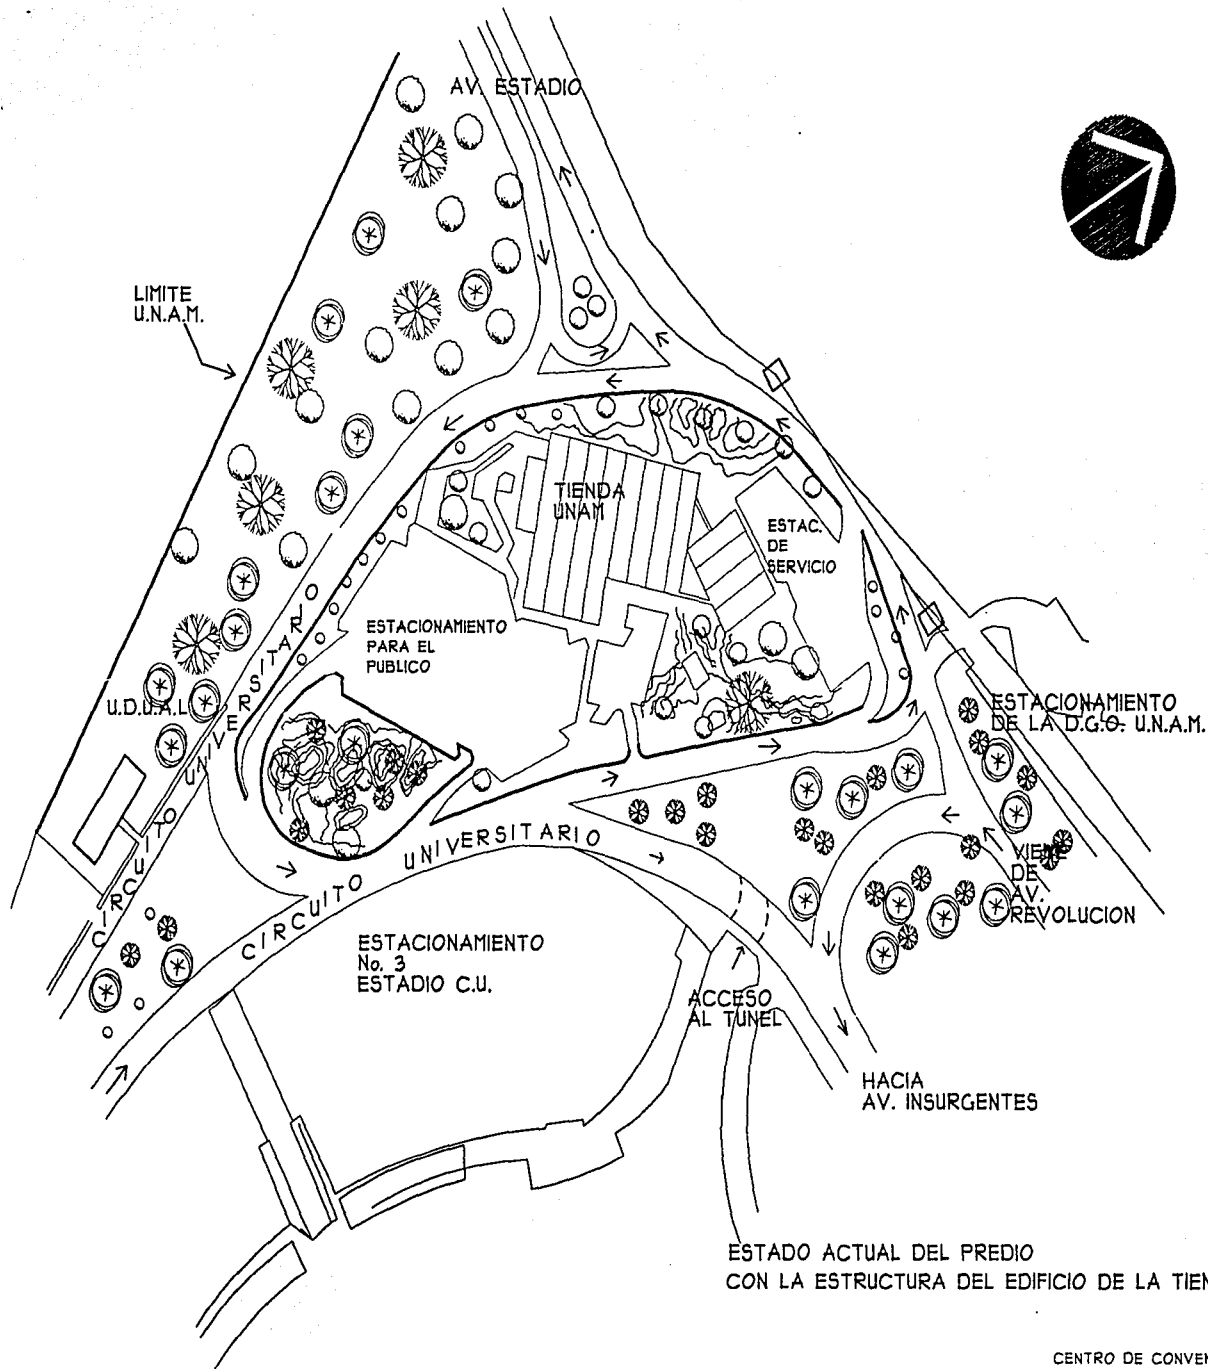 AV. ESTADIO
LIMITE
U.N.A.M.
TIENDA
UNAM
ESTAC.
DE
SERVICIO
ESTACIONAMIENTO
PARA EL
PUBLICO
U.D.U.A.L.
CIRCUITO UNIVERSITARIO
ESTACIONAMIENTO
DE LA D.G.O. U.N.A.M.
CIRCUITO UNIVERSITARIO
VIENE
DE
AV.
REVOLUCION
ESTACIONAMIENTO
No. 3
ESTADIO C.U.
ACCESO
AL TUNEL
HACIA
AV. INSURGENTES
ESTADO ACTUAL DEL PREDIO
CON LA ESTRUCTURA DEL EDIFICIO DE LA TIEN
CENTRO DE CONVEN